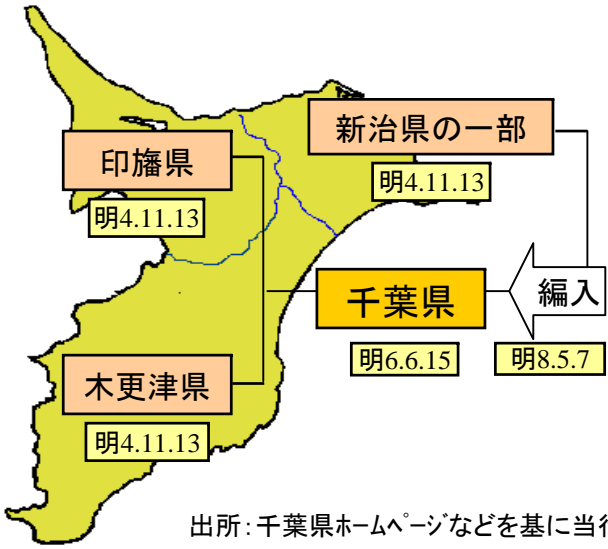 新治県の一部
明4.11.13
印旛県
明4.11.13
千葉県
明6.6.15
編入
明8.5.7
木更津県
明4.11.13
出所：千葉県ホームページなどを基に当行